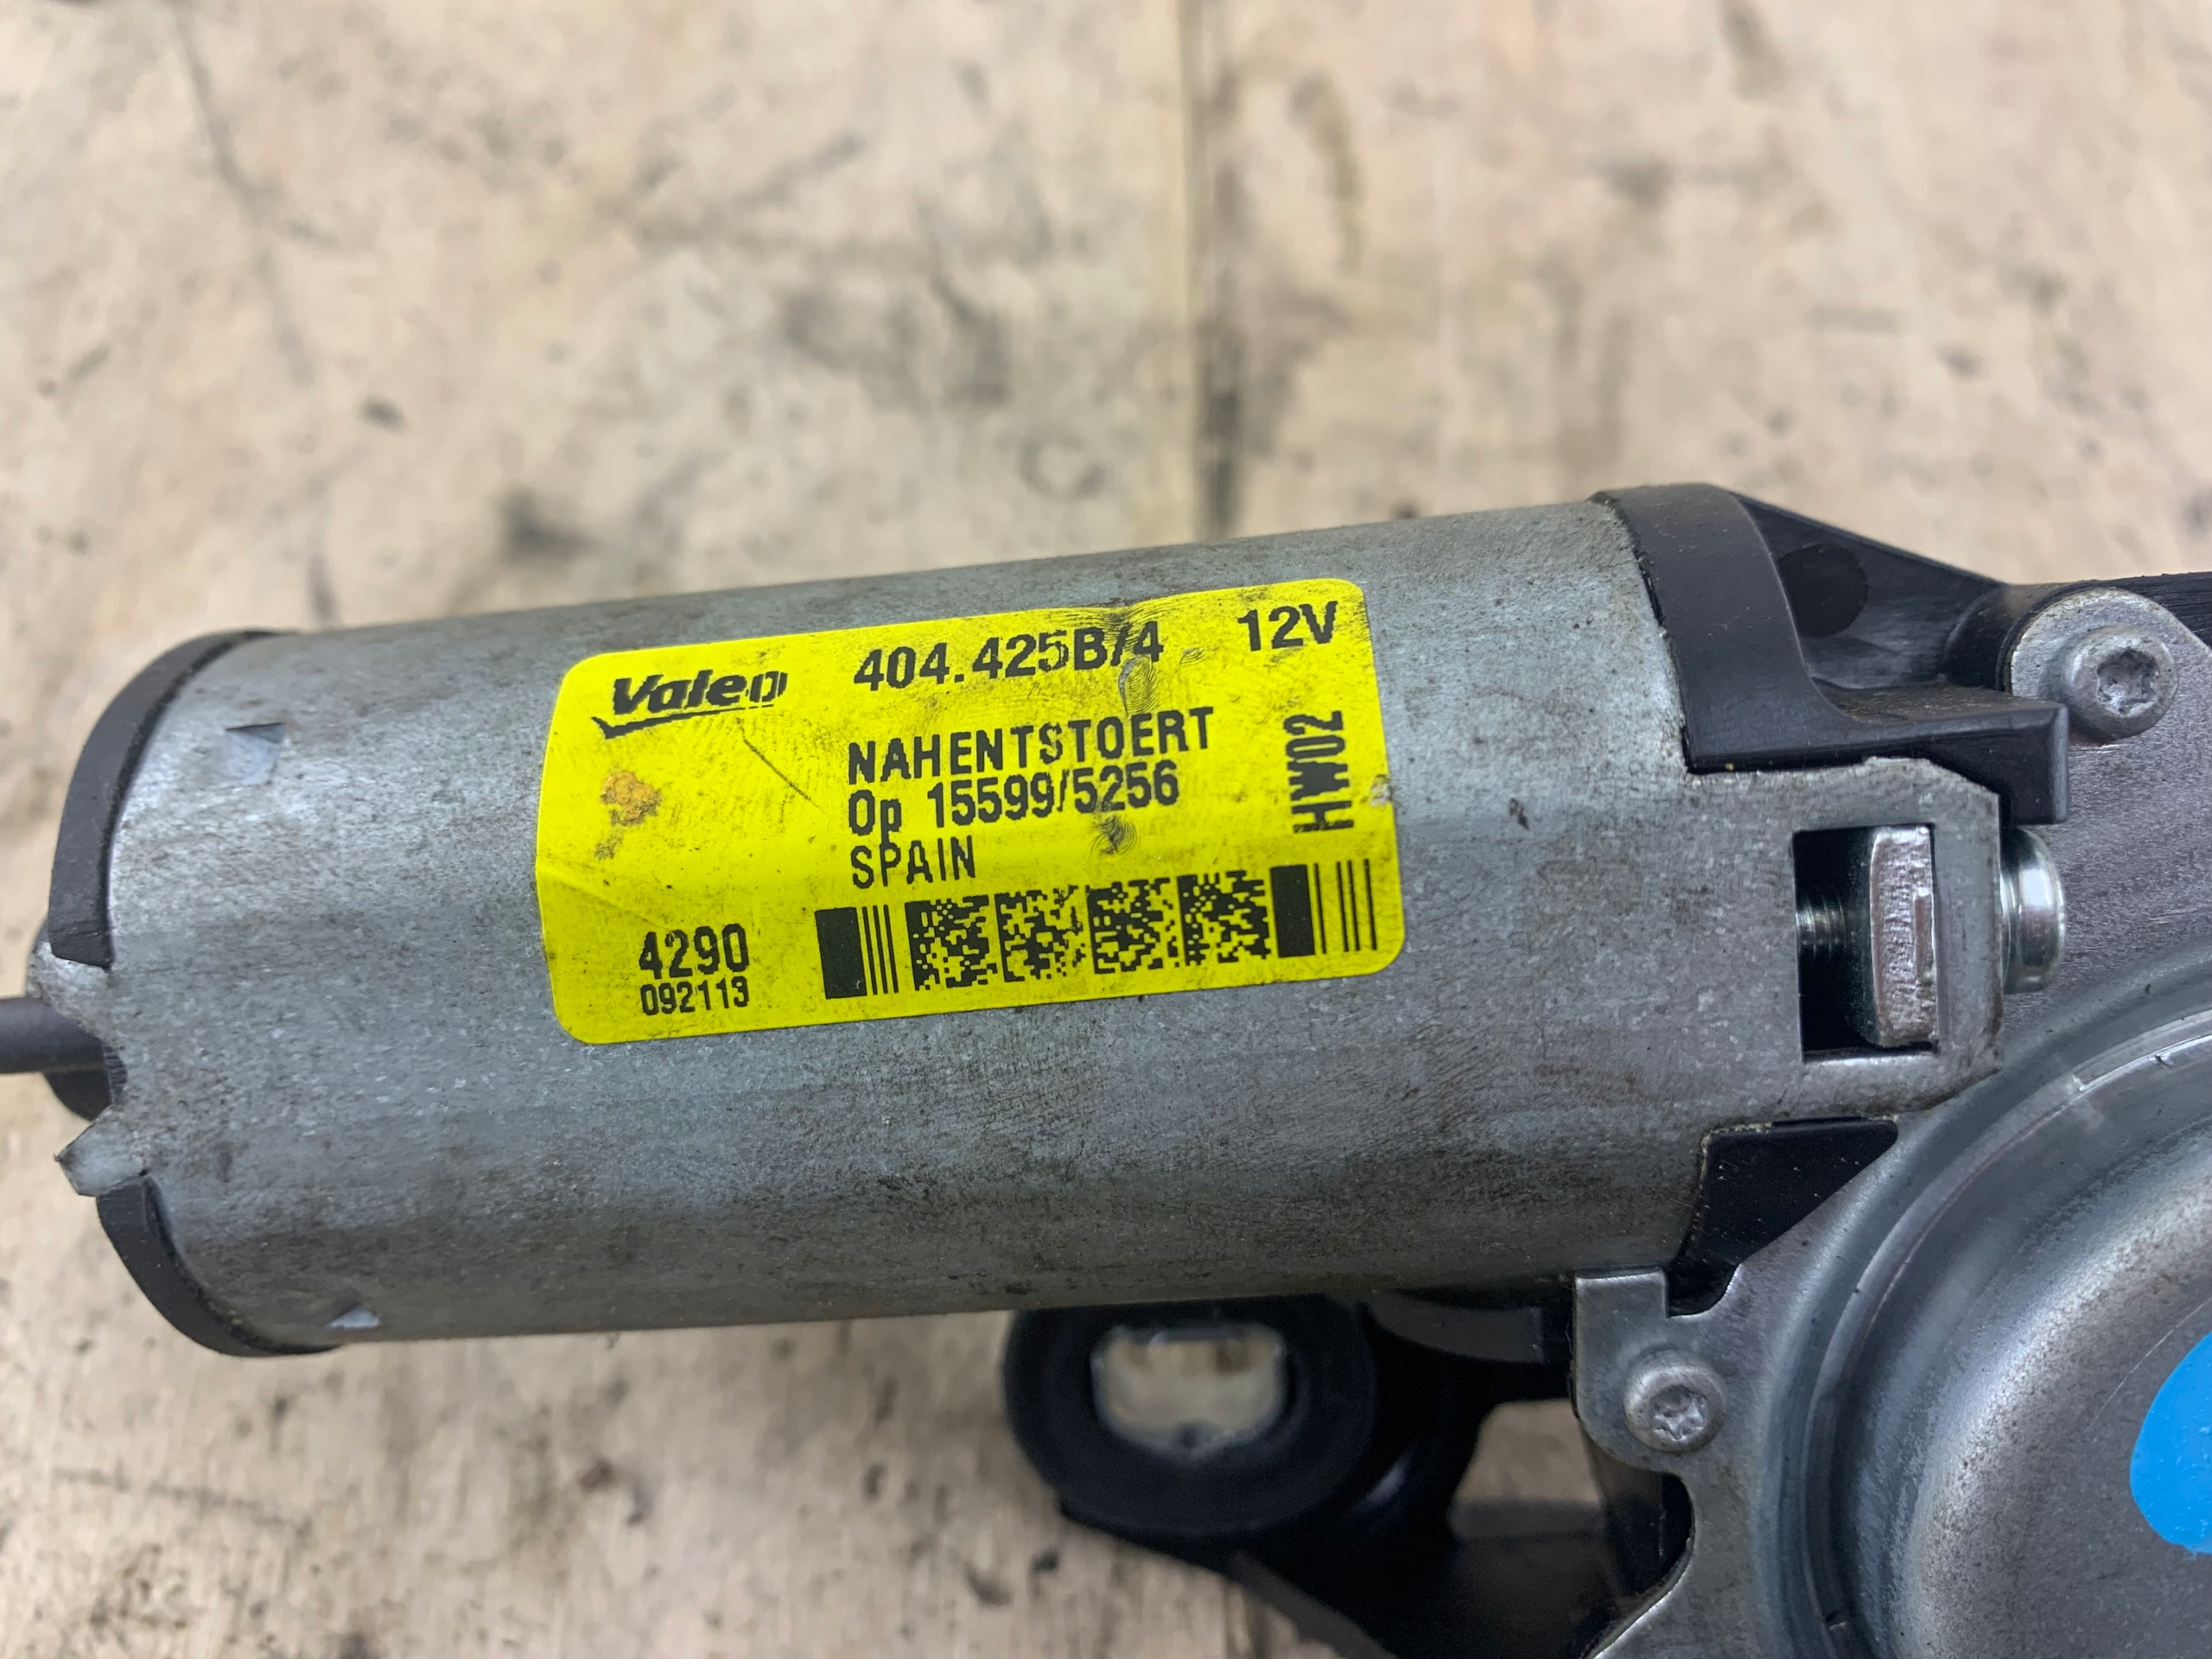 Valeo 404.425B/4 12V
NAHENTSTOERT
Op 15599/5256
SPAIN
HW02
4290
092113